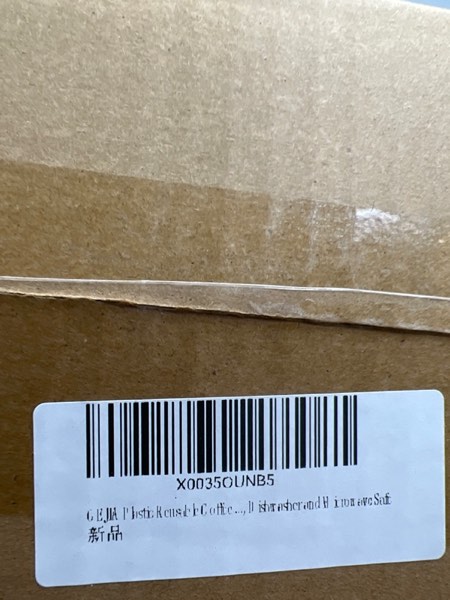 X0035OUNB5
GEJIA Plastic Reusable Coffee ..., Dishwasher and Microwave Safe
新品